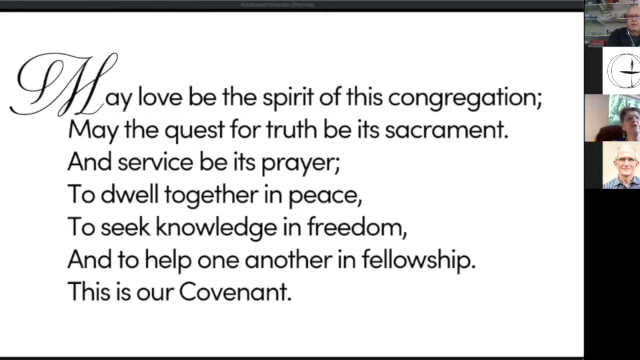 May love be the spirit of this congregation;
May the quest for truth be its sacrament.
And service be its prayer;
To dwell together in peace,
To seek knowledge in freedom,
And to help one another in fellowship.
This is our Covenant.